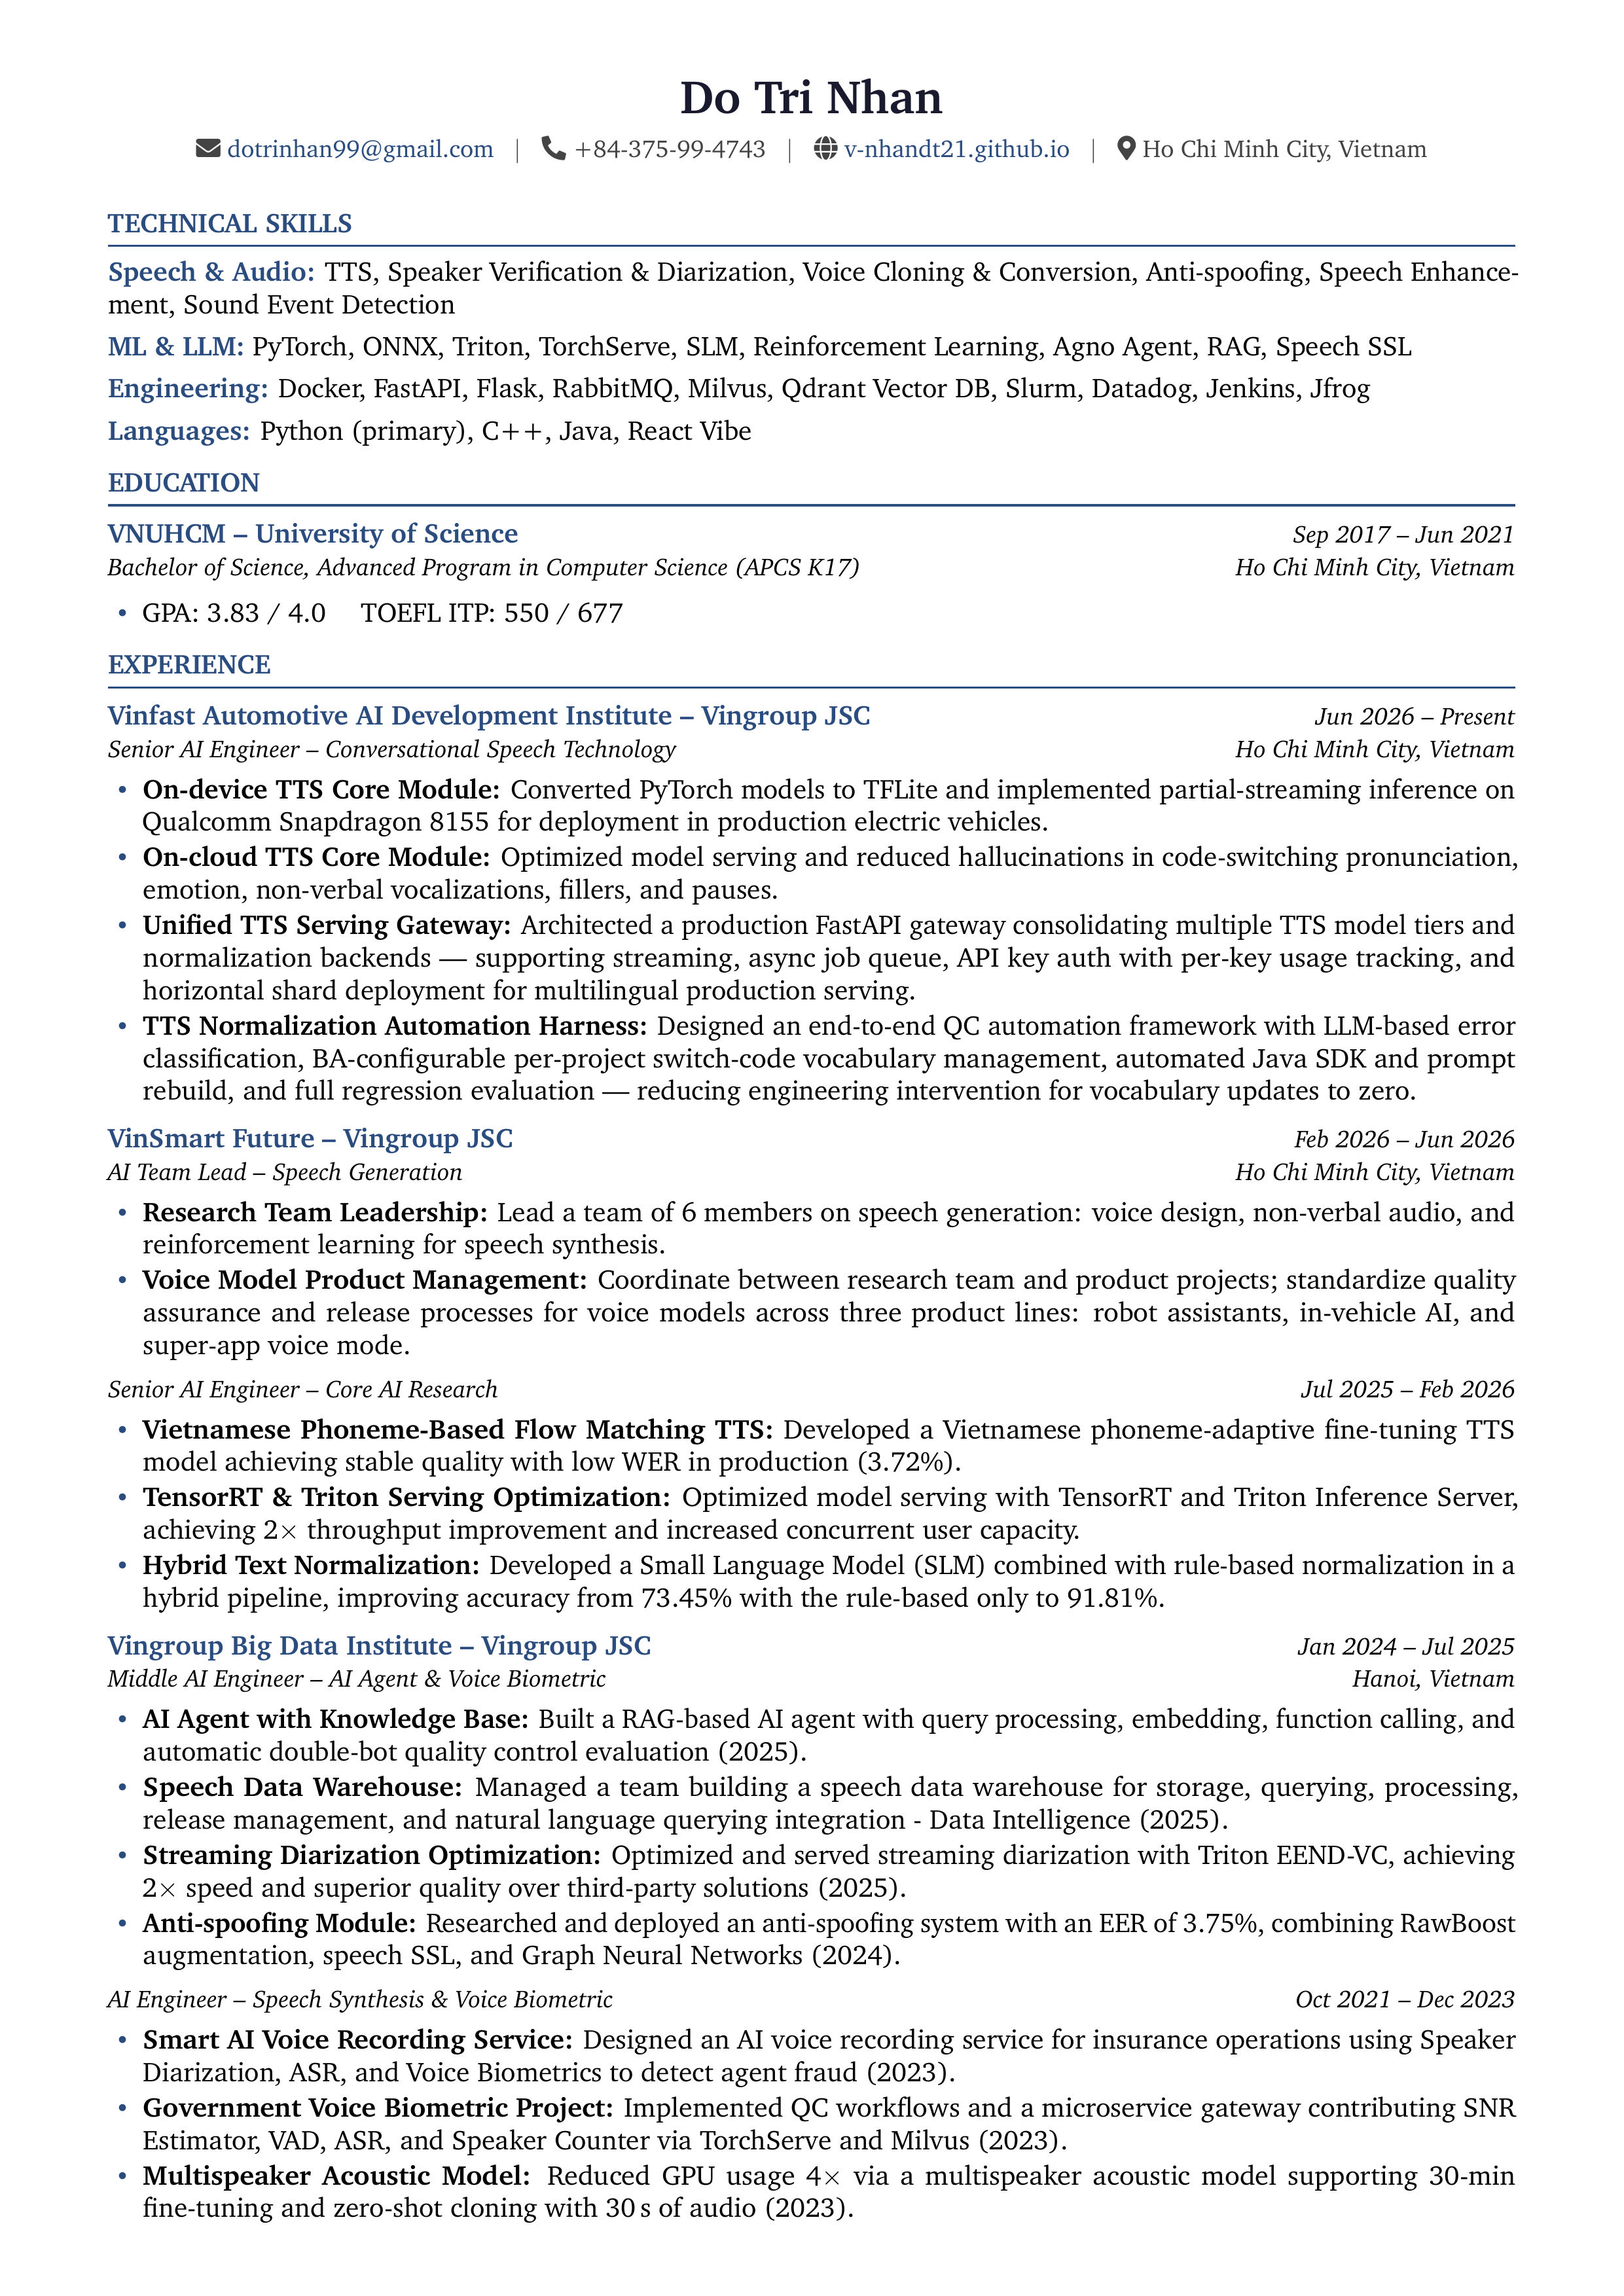 Do Tri Nhan
dotrinhan99@gmail.com | +84-375-99-4743 | v-nhandt21.github.io | Ho Chi Minh City, Vietnam
TECHNICAL SKILLS
Speech & Audio: TTS, Speaker Verification & Diarization, Voice Cloning & Conversion, Anti-spoofing, Speech Enhance-
ment, Sound Event Detection
ML & LLM: PyTorch, ONNX, Triton, TorchServe, SLM, Reinforcement Learning, Agno Agent, RAG, Speech SSL
Engineering: Docker, FastAPI, Flask, RabbitMQ, Milvus, Qdrant Vector DB, Slurm, Datadog, Jenkins, Jfrog
Languages: Python (primary), C++, Java, React Vibe
EDUCATION
VNUHCM – University of Science Sep 2017 – Jun 2021
Bachelor of Science, Advanced Program in Computer Science (APCS K17) Ho Chi Minh City, Vietnam
• GPA: 3.83 / 4.0 TOEFL ITP: 550 / 677
EXPERIENCE
Vinfast Automotive AI Development Institute – Vingroup JSC Jun 2026 – Present
Senior AI Engineer – Conversational Speech Technology Ho Chi Minh City, Vietnam
• On-device TTS Core Module: Converted PyTorch models to TFLite and implemented partial-streaming inference on
Qualcomm Snapdragon 8155 for deployment in production electric vehicles.
• On-cloud TTS Core Module: Optimized model serving and reduced hallucinations in code-switching pronunciation,
emotion, non-verbal vocalizations, fillers, and pauses.
• Unified TTS Serving Gateway: Architected a production FastAPI gateway consolidating multiple TTS model tiers and
normalization backends — supporting streaming, async job queue, API key auth with per-key usage tracking, and
horizontal shard deployment for multilingual production serving.
• TTS Normalization Automation Harness: Designed an end-to-end QC automation framework with LLM-based error
classification, BA-configurable per-project switch-code vocabulary management, automated Java SDK and prompt
rebuild, and full regression evaluation — reducing engineering intervention for vocabulary updates to zero.
VinSmart Future – Vingroup JSC Feb 2026 – Jun 2026
AI Team Lead – Speech Generation Ho Chi Minh City, Vietnam
• Research Team Leadership: Lead a team of 6 members on speech generation: voice design, non-verbal audio, and
reinforcement learning for speech synthesis.
• Voice Model Product Management: Coordinate between research team and product projects; standardize quality
assurance and release processes for voice models across three product lines: robot assistants, in-vehicle AI, and
super-app voice mode.
Senior AI Engineer – Core AI Research Jul 2025 – Feb 2026
• Vietnamese Phoneme-Based Flow Matching TTS: Developed a Vietnamese phoneme-adaptive fine-tuning TTS
model achieving stable quality with low WER in production (3.72%).
• TensorRT & Triton Serving Optimization: Optimized model serving with TensorRT and Triton Inference Server,
achieving 2× throughput improvement and increased concurrent user capacity.
• Hybrid Text Normalization: Developed a Small Language Model (SLM) combined with rule-based normalization in a
hybrid pipeline, improving accuracy from 73.45% with the rule-based only to 91.81%.
Vingroup Big Data Institute – Vingroup JSC Jan 2024 – Jul 2025
Middle AI Engineer – AI Agent & Voice Biometric Hanoi, Vietnam
• AI Agent with Knowledge Base: Built a RAG-based AI agent with query processing, embedding, function calling, and
automatic double-bot quality control evaluation (2025).
• Speech Data Warehouse: Managed a team building a speech data warehouse for storage, querying, processing,
release management, and natural language querying integration - Data Intelligence (2025).
• Streaming Diarization Optimization: Optimized and served streaming diarization with Triton EEND-VC, achieving
2× speed and superior quality over third-party solutions (2025).
• Anti-spoofing Module: Researched and deployed an anti-spoofing system with an EER of 3.75%, combining RawBoost
augmentation, speech SSL, and Graph Neural Networks (2024).
AI Engineer – Speech Synthesis & Voice Biometric Oct 2021 – Dec 2023
• Smart AI Voice Recording Service: Designed an AI voice recording service for insurance operations using Speaker
Diarization, ASR, and Voice Biometrics to detect agent fraud (2023).
• Government Voice Biometric Project: Implemented QC workflows and a microservice gateway contributing SNR
Estimator, VAD, ASR, and Speaker Counter via TorchServe and Milvus (2023).
• Multispeaker Acoustic Model: Reduced GPU usage 4× via a multispeaker acoustic model supporting 30-min
fine-tuning and zero-shot cloning with 30 s of audio (2023).